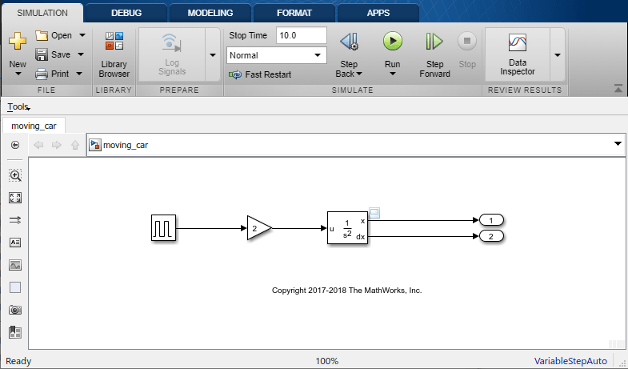 SIMULATION DEBUG MODELING FORMAT APPS
New
Open
Save
Print
FILE
Library
Browser
LIBRARY
Log
Signals
PREPARE
Stop Time 10.0
Normal
Fast Restart
Step
Back
Run
Step
Forward
Stop
SIMULATE
Data
Inspector
REVIEW RESULTS
Tools
moving_car
moving_car
2
u
1
s2
x
dx
1
2
Copyright 2017-2018 The MathWorks, Inc.
Ready 100% VariableStepAuto